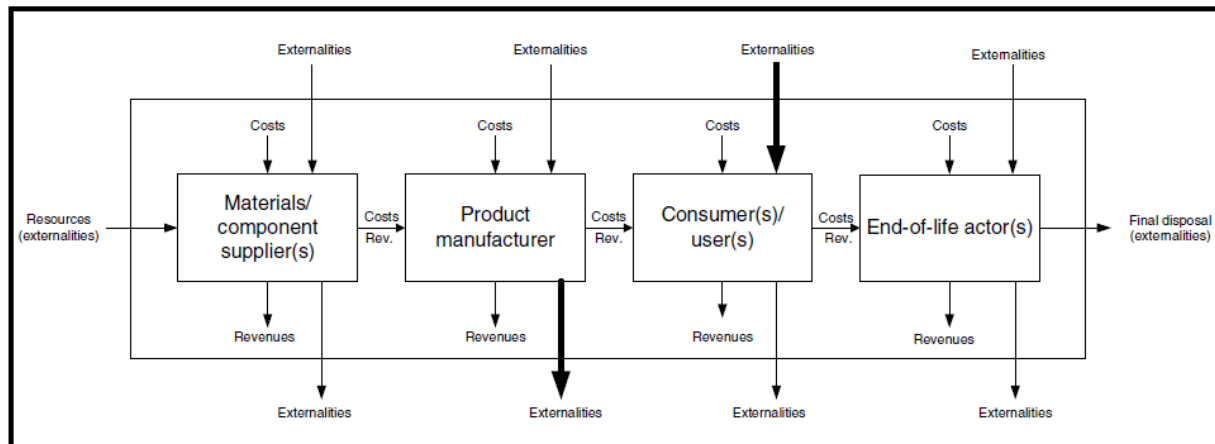 Externalities
Externalities
Externalities
Externalities
Costs
Costs
Costs
Costs
Resources
(externalities)
Materials/
component
supplier(s)
Costs
Rev.
Product
manufacturer
Costs
Rev.
Consumer(s)/
user(s)
Costs
Rev.
End-of-life actor(s)
Final disposal
(externalities)
Revenues
Revenues
Revenues
Revenues
Externalities
Externalities
Externalities
Externalities